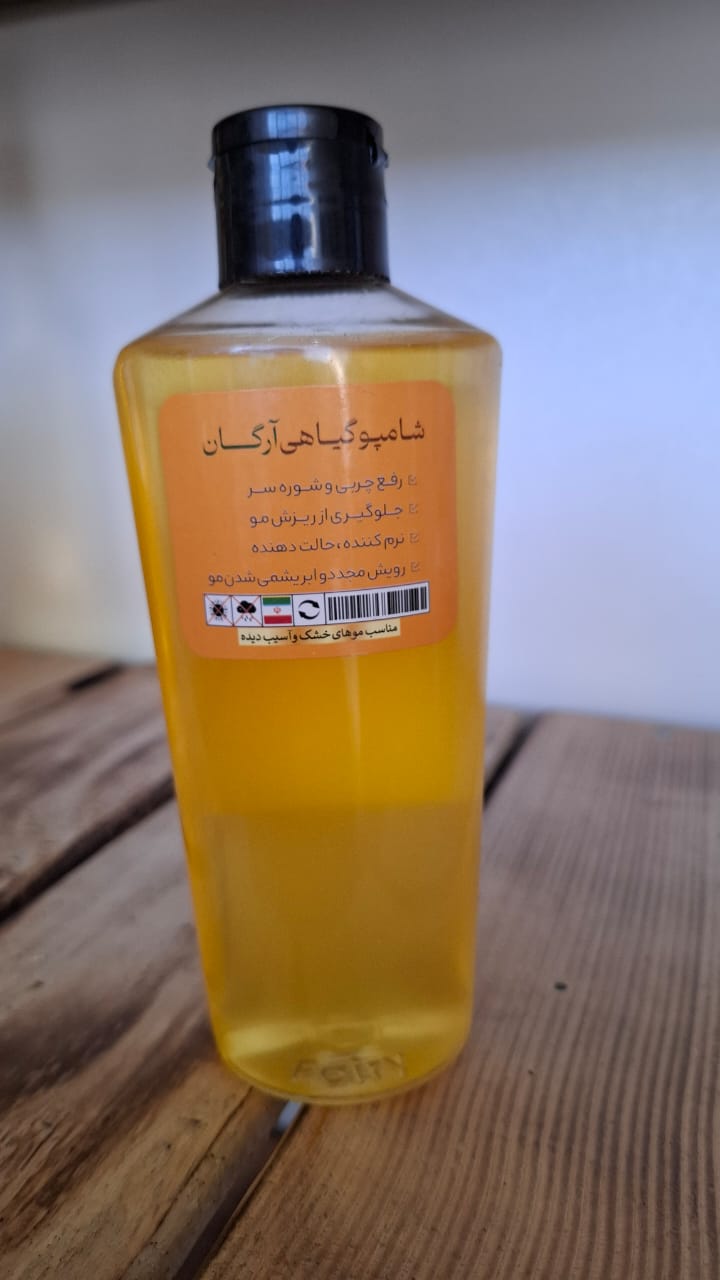 شامپو گیاهی آرگان
رفع چربی و شوره سر
جلوگیری از ریزش مو
نرم کننده، حالت دهنده
رویش مجدد و ابریشمی شدن مو
مناسب موهای خشک و آسیب دیده